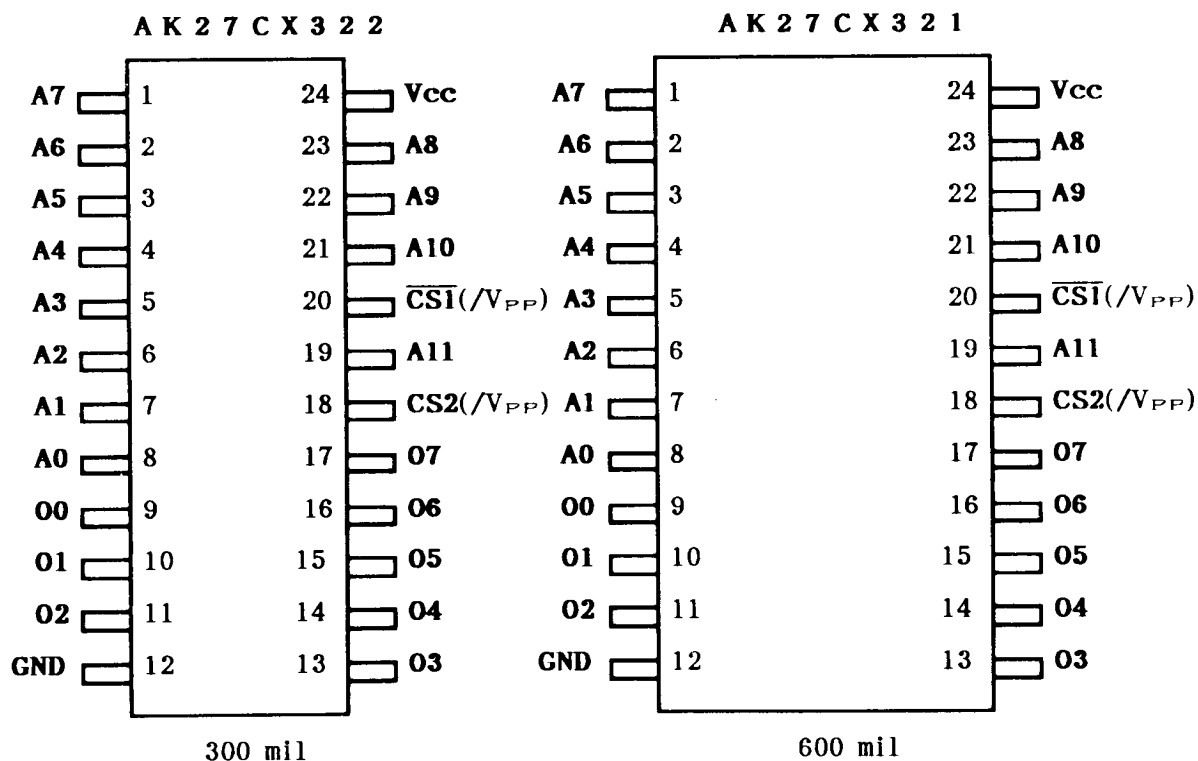 AK27CX322
A7 1 24 Vcc
A6 2 23 A8
A5 3 22 A9
A4 4 21 A10
A3 5 20 C̅S̅1̅(/VPP)
A2 6 19 A11
A1 7 18 CS2(/VPP)
A0 8 17 O7
O0 9 16 O6
O1 10 15 O5
O2 11 14 O4
GND 12 13 O3
300 mil
AK27CX321
A7 1 24 Vcc
A6 2 23 A8
A5 3 22 A9
A4 4 21 A10
A3 5 20 C̅S̅1̅(/VPP)
A2 6 19 A11
A1 7 18 CS2(/VPP)
A0 8 17 O7
O0 9 16 O6
O1 10 15 O5
O2 11 14 O4
GND 12 13 O3
600 mil